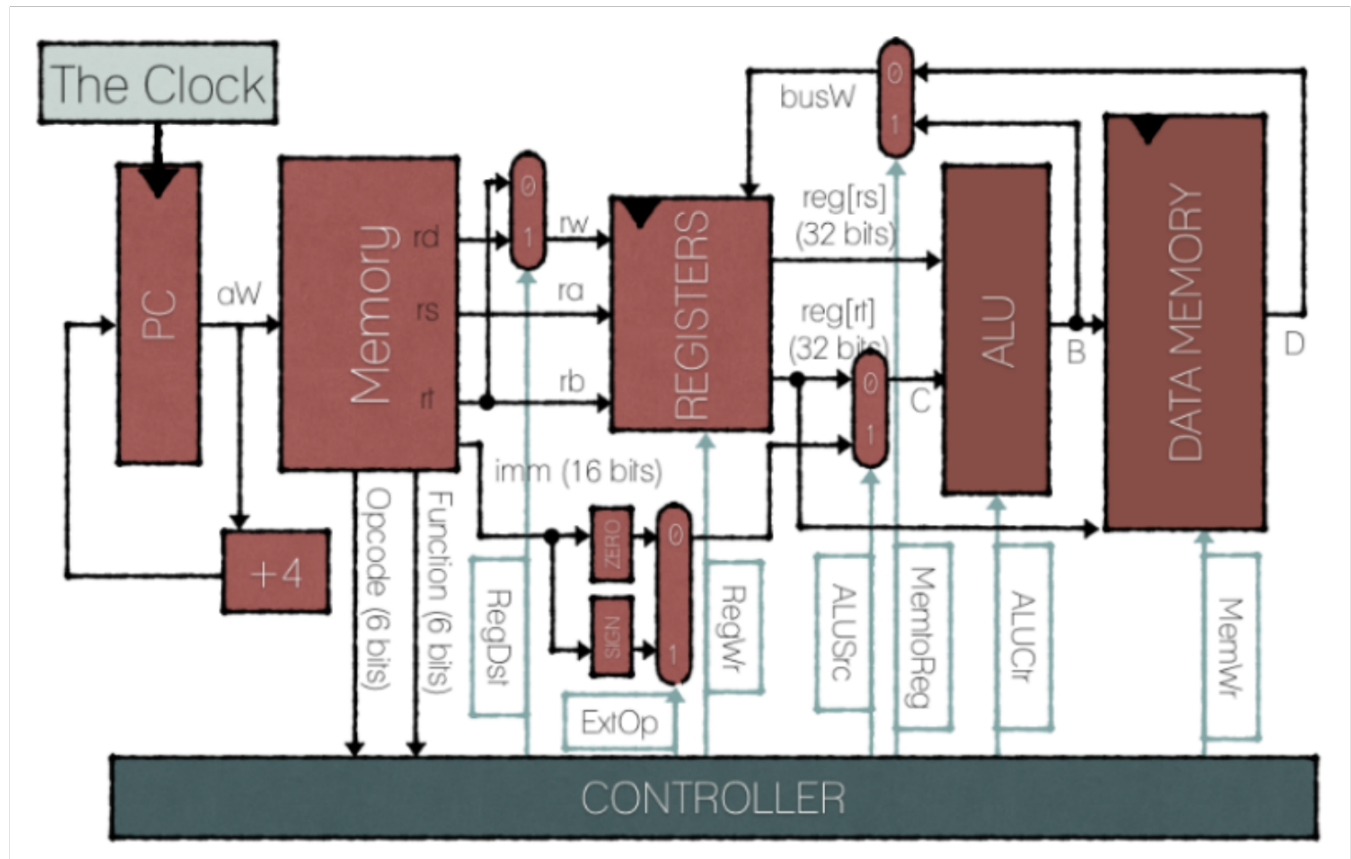 The Clock
0
busW
1
0
rd
1
rw
reg[rs]
(32 bits)
PC
aW
Memory
rs
ra
REGISTERS
ALU
DATA MEMORY
reg[rt]
(32 bits)
B
D
rt
rb
0
C
1
imm (16 bits)
+4
Opcode (6 bits)
Function (6 bits)
ZERO
0
SIGN
1
RegDst
ExtOp
RegWr
ALUSrc
MemtoReg
ALUCtr
MemWr
CONTROLLER